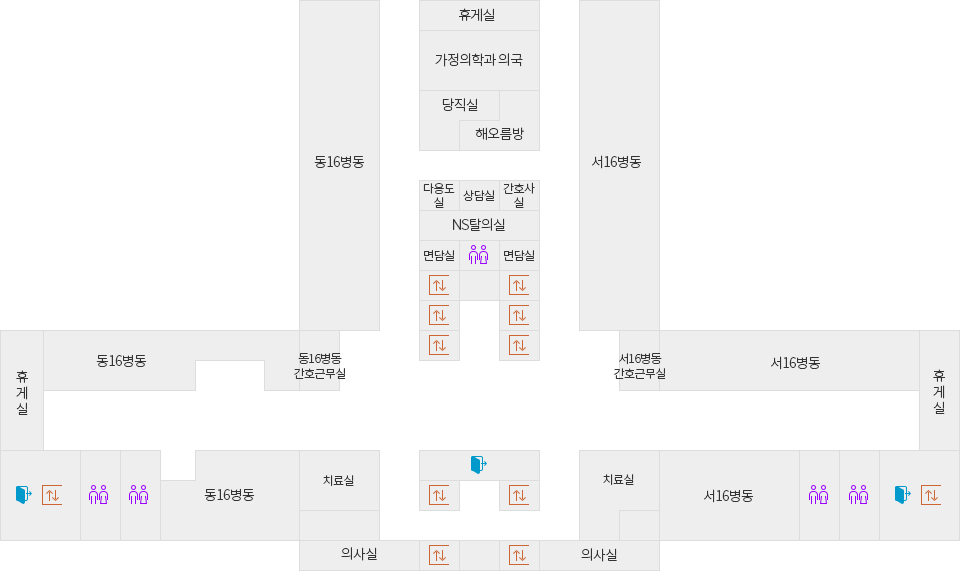 휴게실
가정의학과 의국
당직실
해오름방
동16병동
서16병동
다용도
실
상담실
간호사
실
NS탈의실
면담실
면담실
동16병동
동16병동
간호근무실
서16병동
간호근무실
서16병동
휴
게
실
휴
게
실
동16병동
치료실
치료실
서16병동
의사실
의사실